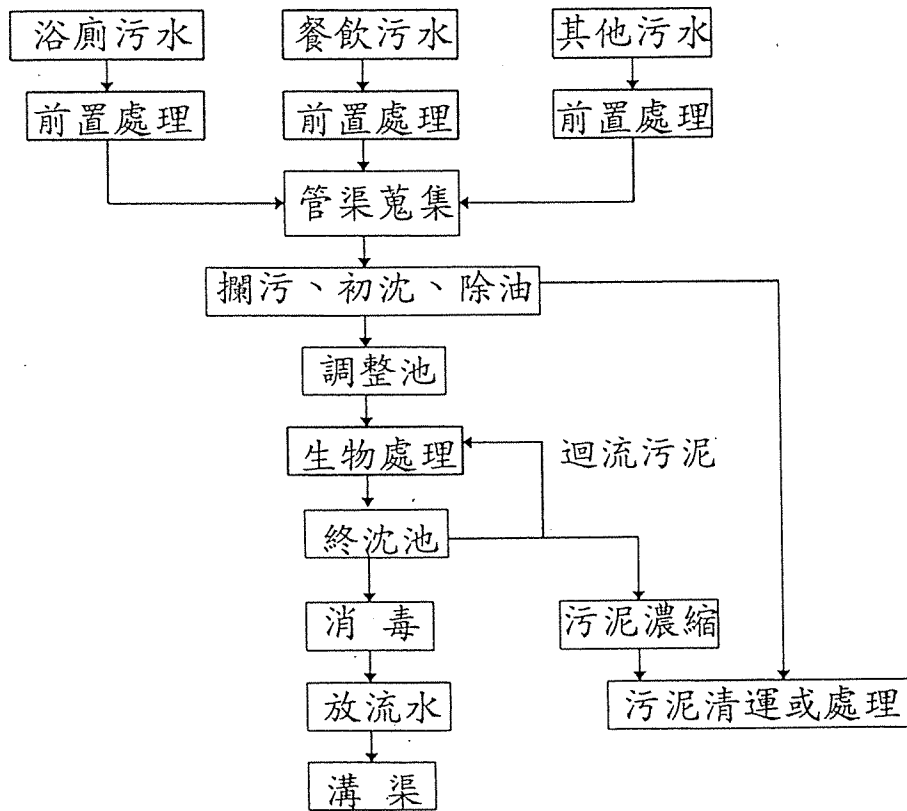 浴廁污水
餐飲污水
其他污水
前置處理
前置處理
前置處理
管渠蒐集
攔污、初沈、除油
調整池
生物處理
迴流污泥
終沈池
消毒
污泥濃縮
放流水
污泥清運或處理
溝渠